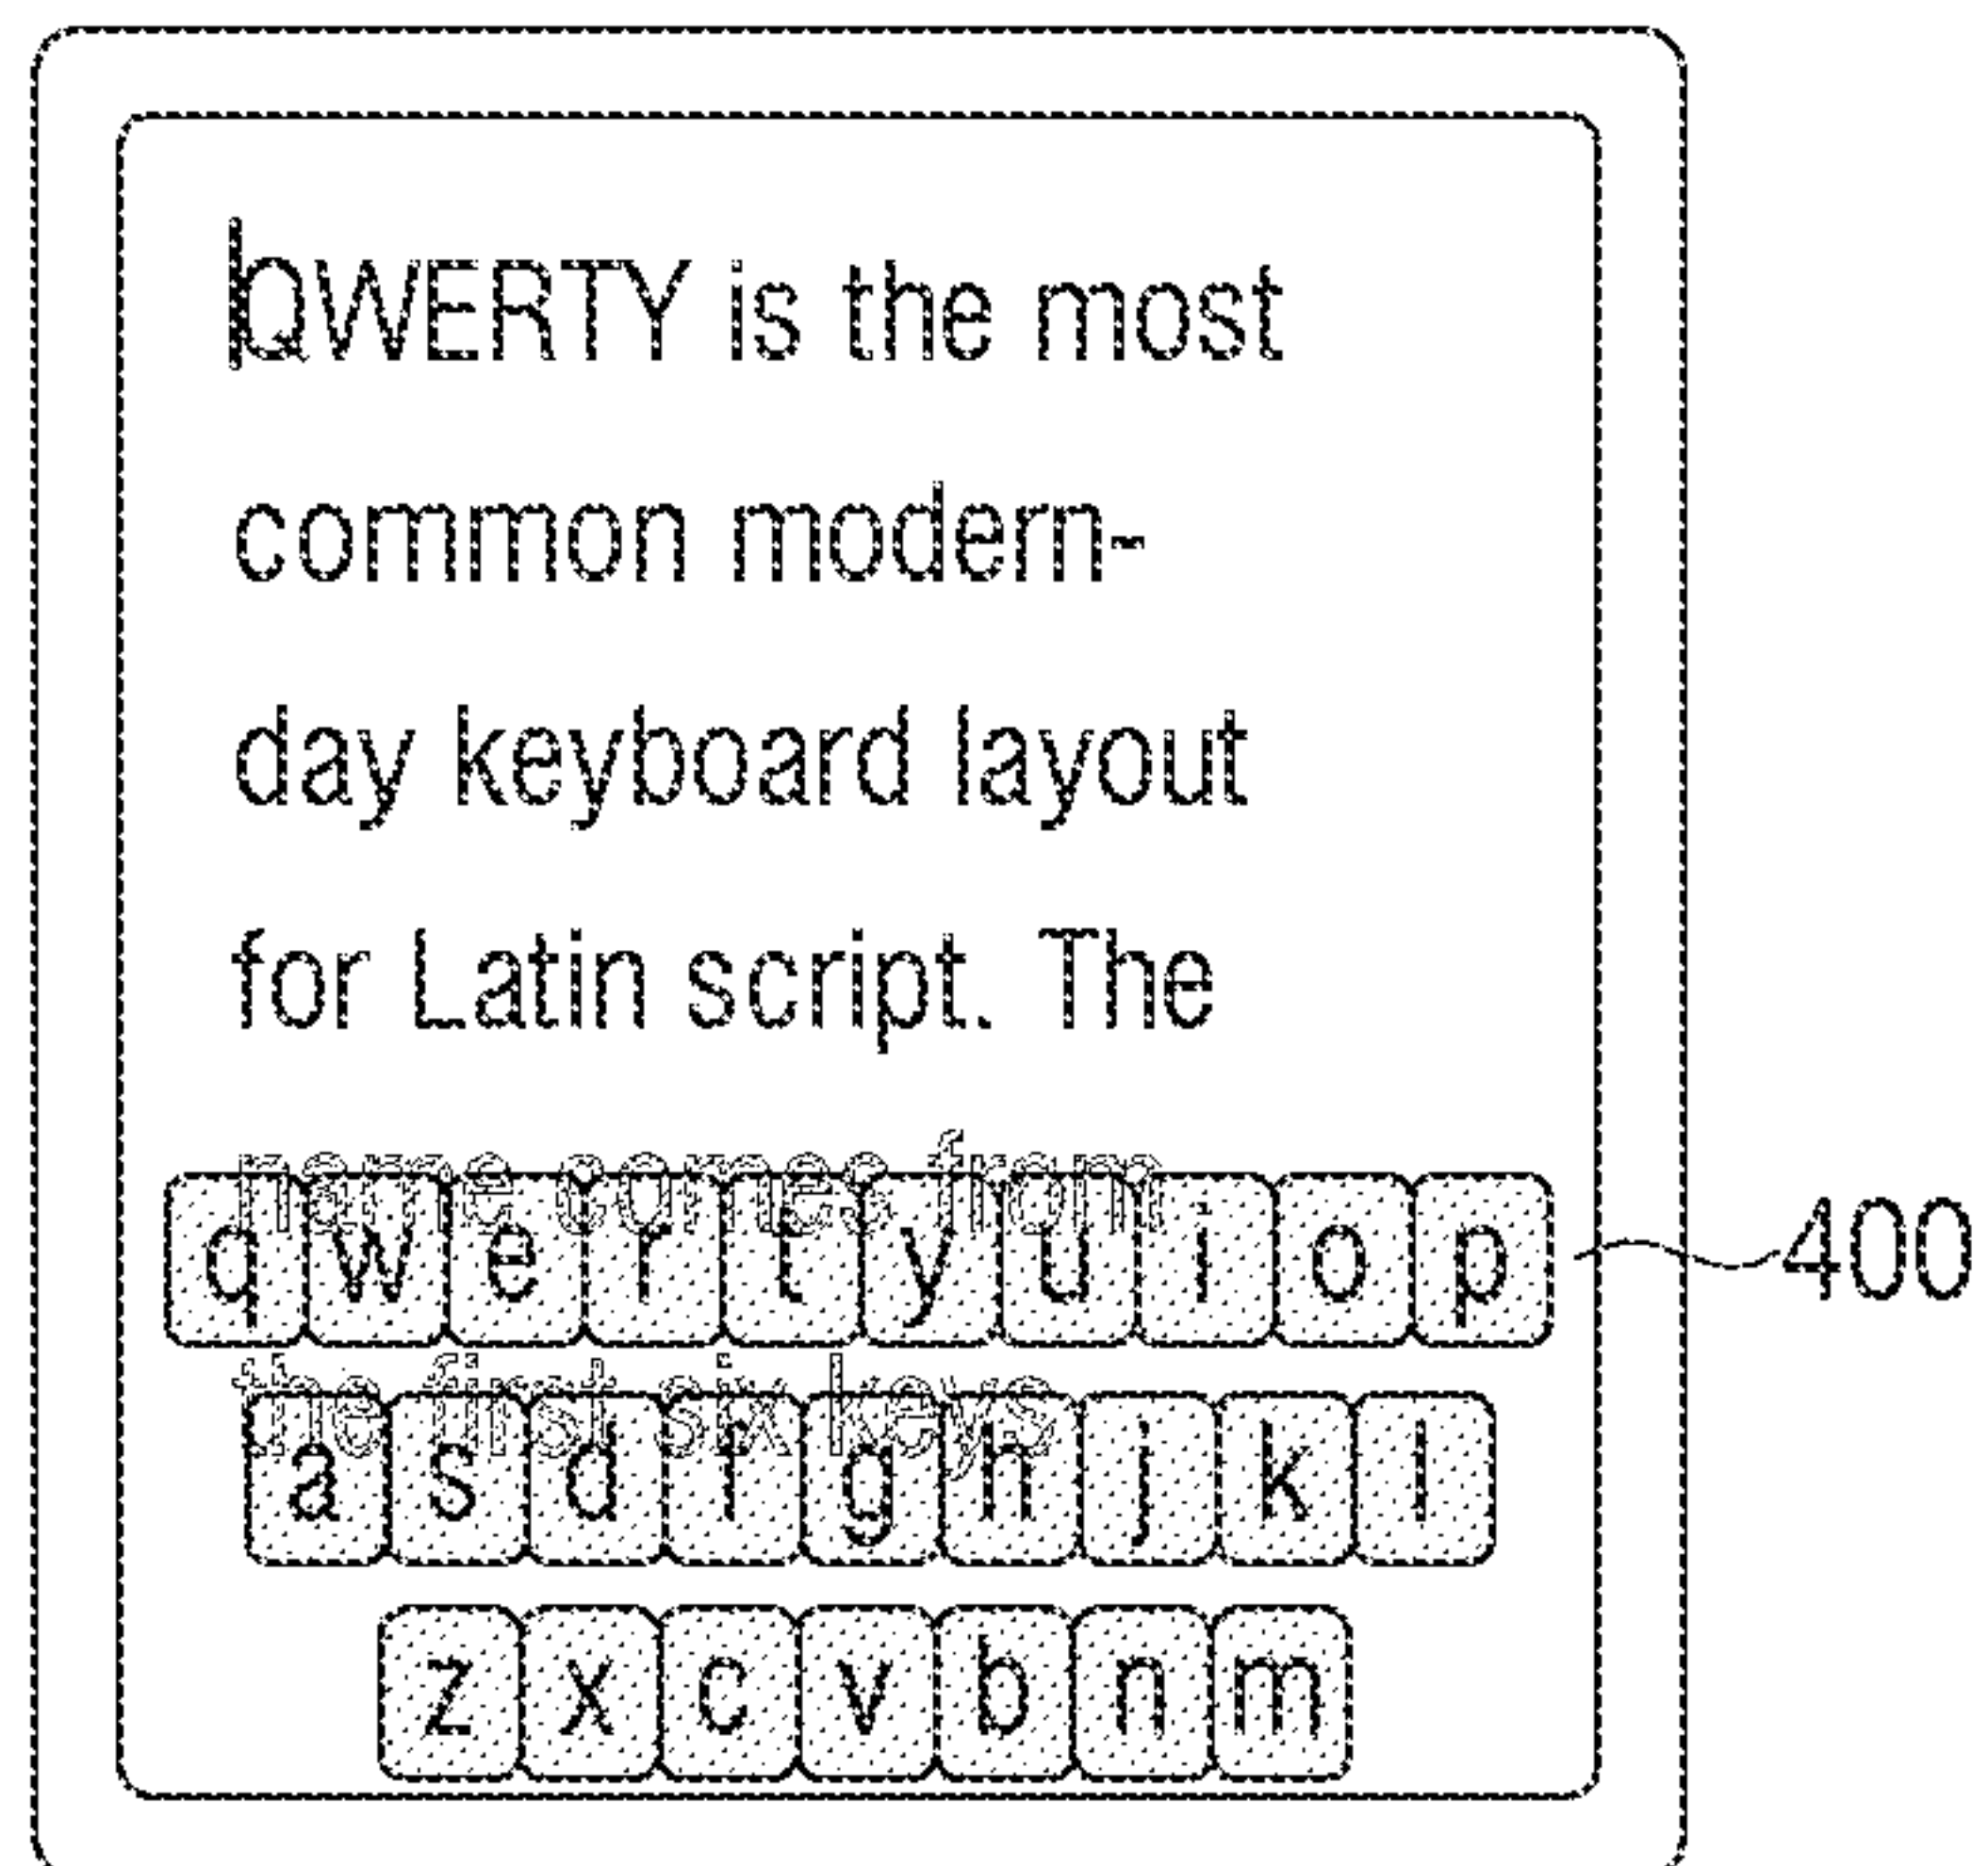 QWERTY is the most
common modern-
day keyboard layout
for Latin script. The
name comes from
q w e r t y u i o p
400
the first six keys
a s d f g h j k l
z x c v b n m